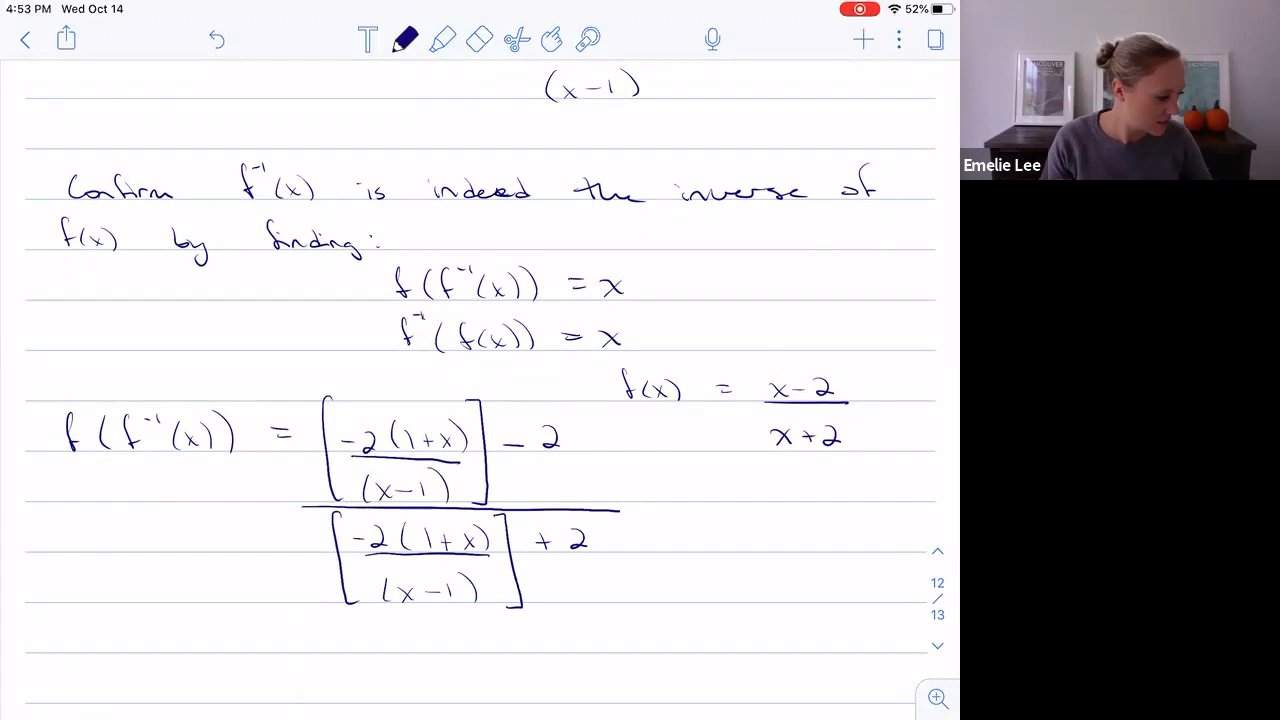 4:53 PM Wed Oct 14
52%
(x-1)
Confirm f⁻¹(x) is indeed the inverse of
f(x) by finding:
f(f⁻¹(x)) = x
f⁻¹(f(x)) = x
f(x) = x-2
x+2
f(f⁻¹(x)) = [-2(1+x)
(x-1)] - 2
[-2(1+x)
(x-1)] + 2
12
/
13
VANCOUVER
Emelie Lee